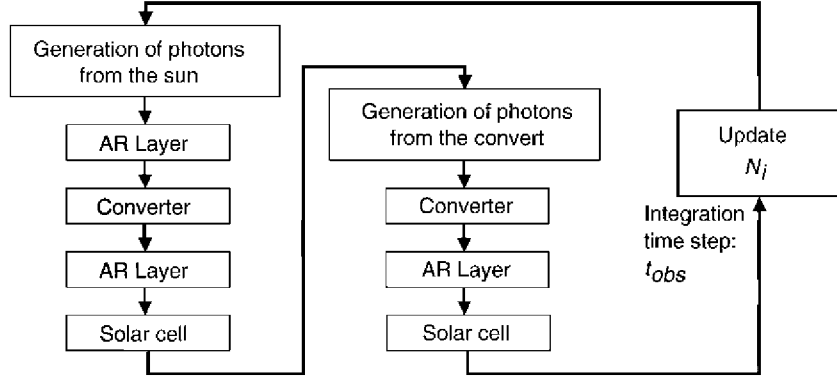 Generation of photons
from the sun
AR Layer
Converter
AR Layer
Solar cell
Generation of photons
from the convert
Converter
AR Layer
Solar cell
Update
N_i
Integration
time step:
t_obs